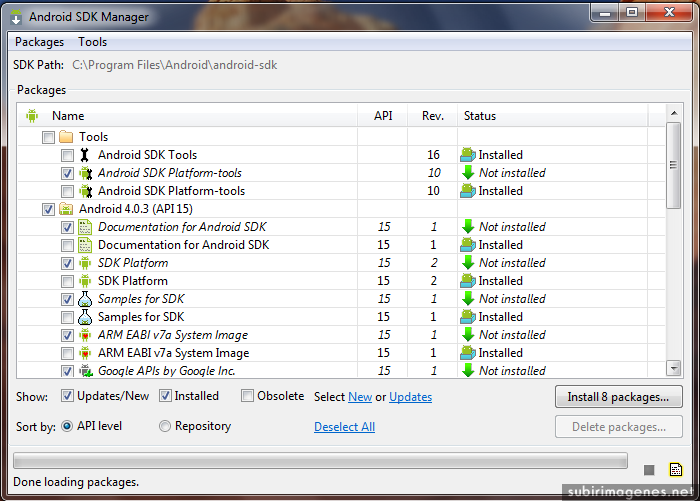 Android SDK Manager
Packages Tools
SDK Path: C:\Program Files\Android\android-sdk
Packages
Name API Rev. Status
Tools
Android SDK Tools 16 Installed
Android SDK Platform-tools 10 Not installed
Android SDK Platform-tools 10 Installed
Android 4.0.3 (API 15)
Documentation for Android SDK 15 1 Not installed
Documentation for Android SDK 15 1 Installed
SDK Platform 15 2 Not installed
SDK Platform 15 2 Installed
Samples for SDK 15 1 Not installed
Samples for SDK 15 1 Installed
ARM EABI v7a System Image 15 1 Not installed
ARM EABI v7a System Image 15 1 Installed
Google APIs by Google Inc. 15 1 Not installed
Show: Updates/New Installed Obsolete Select New or Updates Install 8 packages...
Sort by: API level Repository Deselect All Delete packages...
Done loading packages.
subirimagenes.net